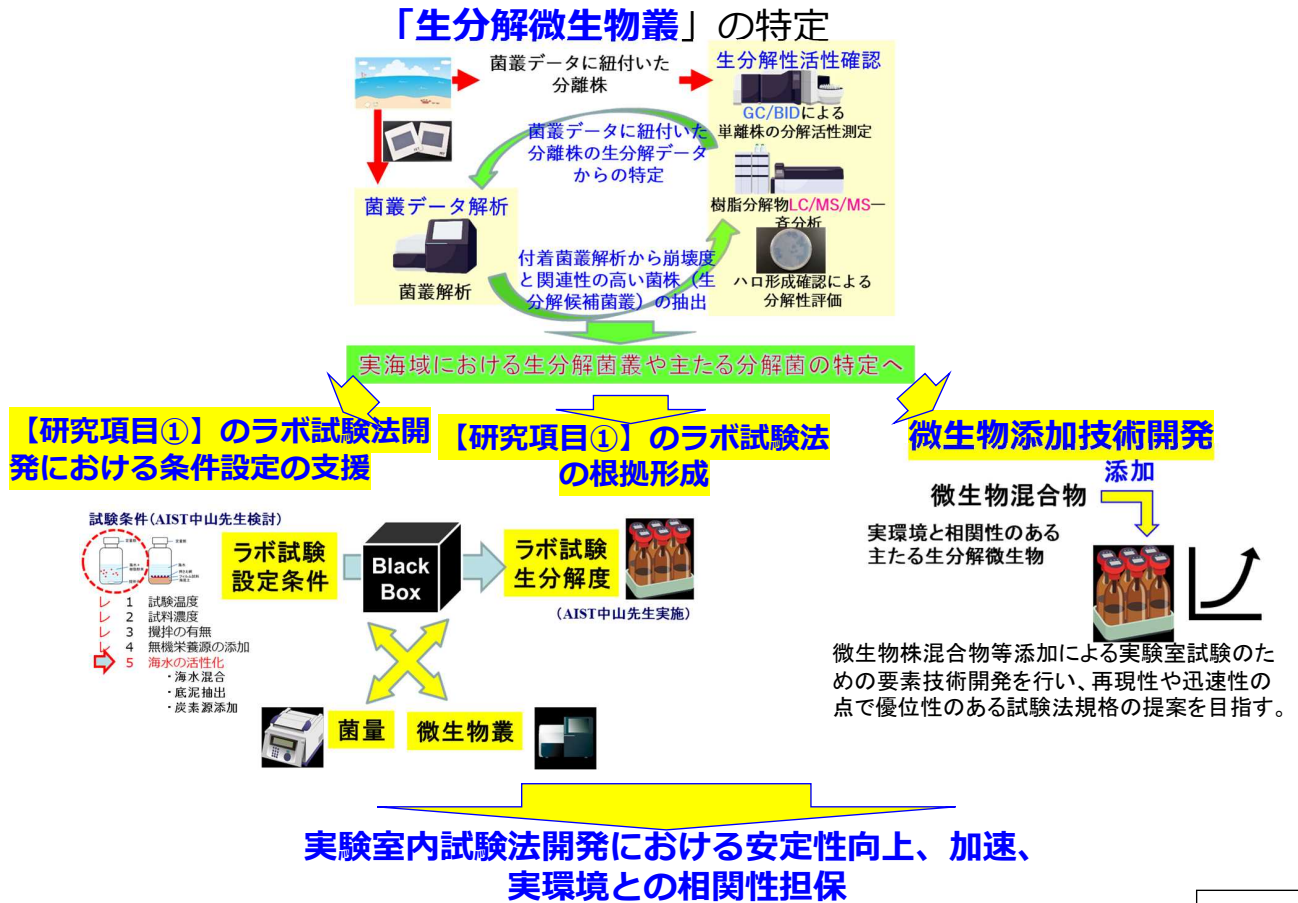 「生分解微生物叢」の特定
菌叢データに紐付いた
分離株
生分解性活性確認
GC/BIDによる
単離株の分解活性測定
菌叢データに紐付いた
分離株の生分解データ
からの特定
樹脂分解物LC/MS/MS一
斉分析
ハロ形成確認による
分解性評価
菌叢データ解析
菌叢解析
付着菌叢解析から崩壊度
と関連性の高い菌株（生
分解候補菌叢）の抽出
実海域における生分解菌叢や主たる分解菌の特定へ
【研究項目①】のラボ試験法開
発における条件設定の支援
【研究項目①】のラボ試験法
の根拠形成
微生物添加技術開発
試験条件(AIST中山先生検討)
レ 1 試験温度
レ 2 試料濃度
レ 3 攪拌の有無
レ 4 無機栄養源の添加
5 海水の活性化
・海水混合
・底泥抽出
・炭素源添加
ラボ試験
設定条件
Black
Box
ラボ試験
生分解度
(AIST中山先生実施)
菌量
微生物叢
添加
微生物混合物
実環境と相関性のある
主たる生分解微生物
微生物株混合物等添加による実験室試験のた
めの要素技術開発を行い、再現性や迅速性の
点で優位性のある試験法規格の提案を目指す。
実験室内試験法開発における安定性向上、加速、
実環境との相関性担保